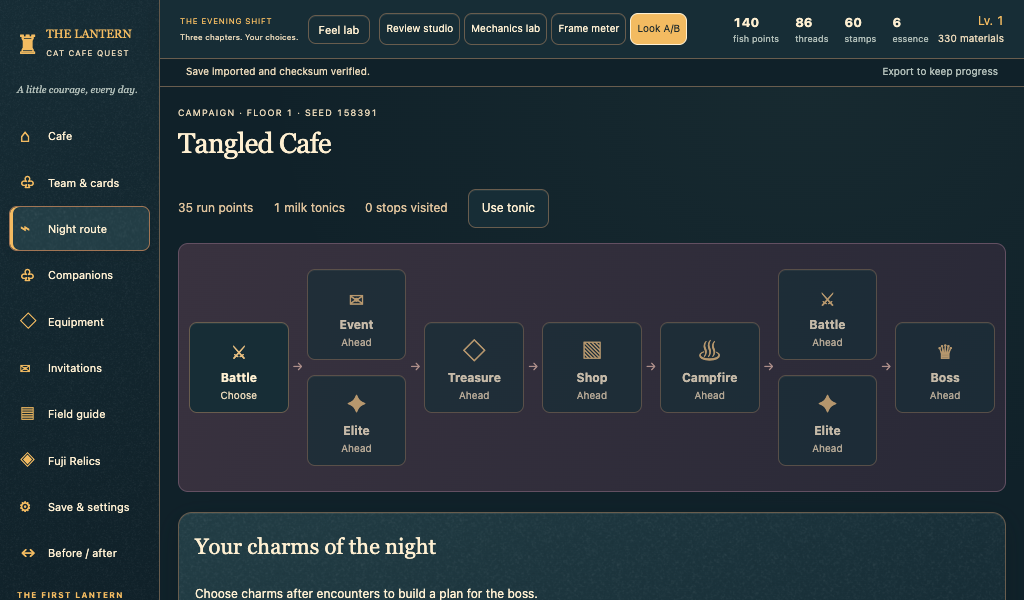 THE LANTERN
CAT CAFE QUEST
A little courage, every day.
Cafe
Team & cards
Night route
Companions
Equipment
Invitations
Field guide
Fuji Relics
Save & settings
Before / after
THE FIRST LANTERN
THE EVENING SHIFT
Three chapters. Your choices.
Feel lab
Review studio
Mechanics lab
Frame meter
Look A/B
140
fish points
86
threads
60
stamps
6
essence
Lv. 1
330 materials
Save imported and checksum verified.
Export to keep progress
CAMPAIGN · FLOOR 1 · SEED 158391
Tangled Cafe
35 run points
1 milk tonics
0 stops visited
Use tonic
Battle
Choose
Event
Ahead
Elite
Ahead
Treasure
Ahead
Shop
Ahead
Campfire
Ahead
Battle
Ahead
Elite
Ahead
Boss
Ahead
Your charms of the night
Choose charms after encounters to build a plan for the boss.